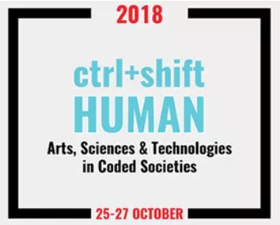 2018
ctrl+shift
HUMAN
Arts, Sciences & Technologies
in Coded Societies
25-27 OCTOBER